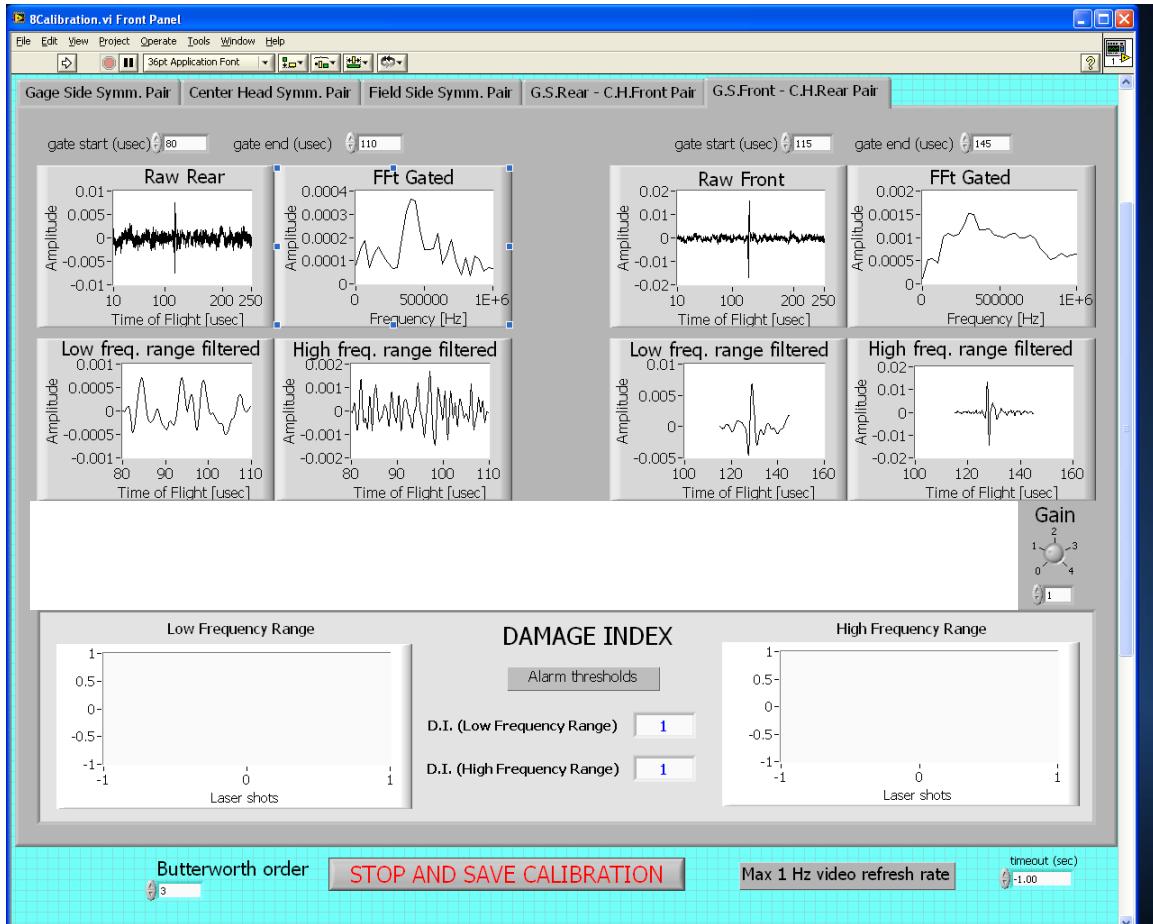 8Calibration.vi Front Panel
File Edit View Project Operate Tools Window Help
36pt Application Font
1
Gage Side Symm. Pair Center Head Symm. Pair Field Side Symm. Pair G.S.Rear - C.H.Front Pair G.S.Front - C.H.Rear Pair
gate start (usec) 80 gate end (usec) 110 gate start (usec) 115 gate end (usec) 145
Raw Rear
Amplitude
0.01
0.005
0
-0.005
-0.01
10 100 200 250
Time of Flight [usec]
FFt Gated
Amplitude
0.0004
0.0003
0.0002
0.0001
0
0 500000 1E+6
Frequency [Hz]
Raw Front
Amplitude
0.02
0.01
0
-0.01
-0.02
10 100 200 250
Time of Flight [usec]
FFt Gated
Amplitude
0.002
0.0015
0.001
0.0005
0
0 500000 1E+6
Frequency [Hz]
Low freq. range filtered
Amplitude
0.001
0.0005
0
-0.0005
-0.001
80 90 100 110
Time of Flight [usec]
High freq. range filtered
Amplitude
0.002
0.001
0
-0.001
-0.002
80 90 100 110
Time of Flight [usec]
Low freq. range filtered
Amplitude
0.01
0.005
0
-0.005
100 120 140 160
Time of Flight [usec]
High freq. range filtered
Amplitude
0.02
0.01
0
-0.01
-0.02
100 120 140 160
Time of Flight [usec]
Gain
2
1 3
0 4
1
Low Frequency Range
1
0.5
0
-0.5
-1
-1 0 1
Laser shots
DAMAGE INDEX
Alarm thresholds
D.I. (Low Frequency Range) 1
D.I. (High Frequency Range) 1
High Frequency Range
1
0.5
0
-0.5
-1
-1 0 1
Laser shots
Butterworth order
3
STOP AND SAVE CALIBRATION
Max 1 Hz video refresh rate
timeout (sec)
-1.00